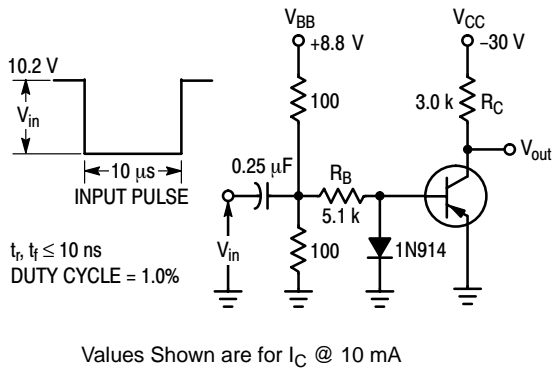 V_BB
+8.8 V
V_CC
−30 V
10.2 V
V_in
10 μs
INPUT PULSE
t_r, t_f ≤ 10 ns
DUTY CYCLE = 1.0%
0.25 μF
V_in
100
100
R_B
5.1 k
1N914
3.0 k
R_C
V_out
Values Shown are for I_C @ 10 mA